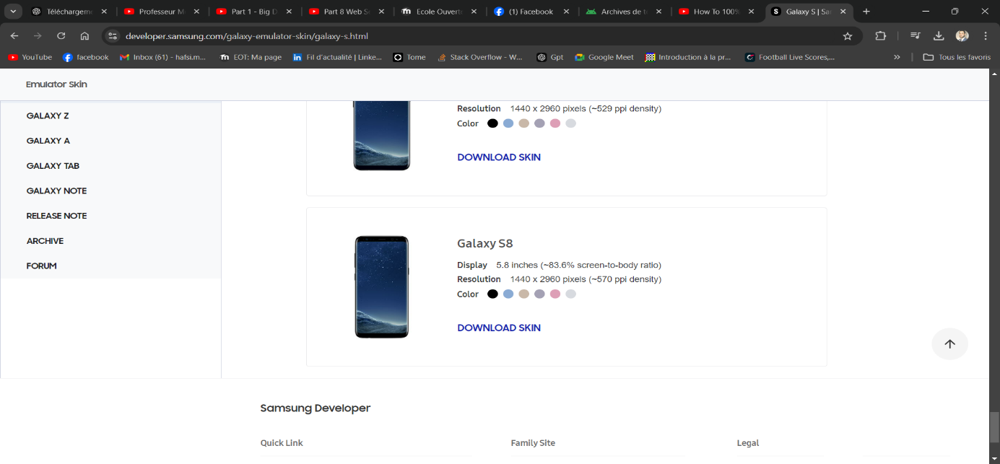 Téléchargeme
Professeur Me
Part 1 - Big D
Part 8 Web Se
Ecole Ouverte
(1) Facebook
Archives de te
How To 100%
Galaxy S | Sa
developer.samsung.com/galaxy-emulator-skin/galaxy-s.html
YouTube
facebook
Inbox (61) - hafsi.m...
EOT: Ma page
Fil d'actualité | Linke...
Tome
Stack Overflow - W...
Gpt
Google Meet
Introduction à la pr...
Football Live Scores,...
»
Tous les favoris
Emulator Skin
GALAXY Z
GALAXY A
GALAXY TAB
GALAXY NOTE
RELEASE NOTE
ARCHIVE
FORUM
Resolution 1440 x 2960 pixels (~529 ppi density)
Color
DOWNLOAD SKIN
Galaxy S8
Display 5.8 inches (~83.6% screen-to-body ratio)
Resolution 1440 x 2960 pixels (~570 ppi density)
Color
DOWNLOAD SKIN
Samsung Developer
Quick Link
Family Site
Legal